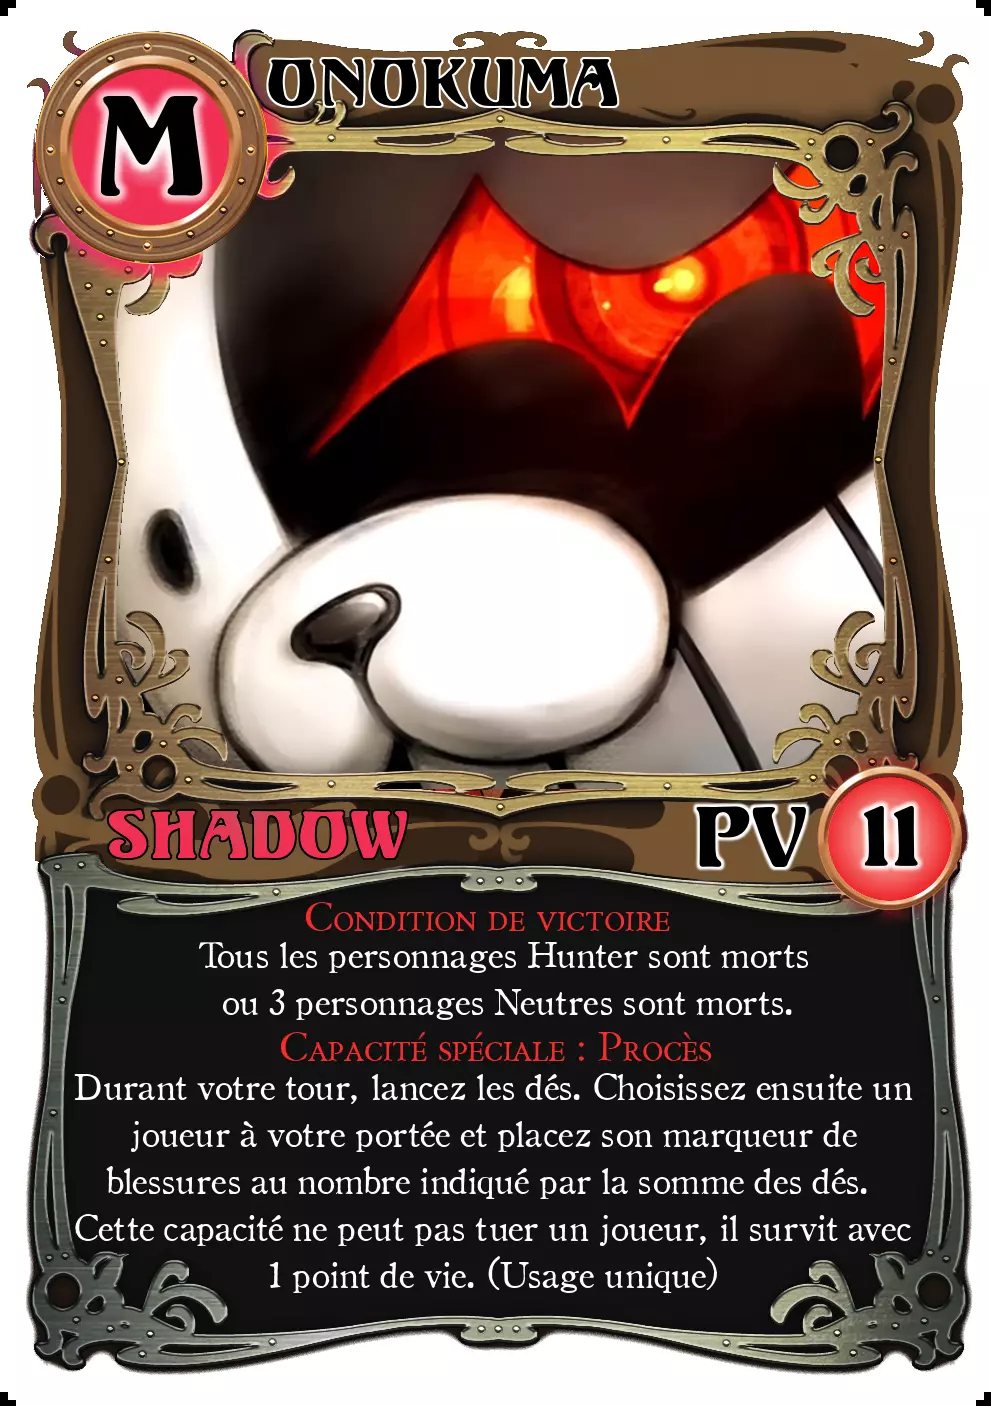 MONOKUMA
SHADOW
PV 11
Condition de victoire
Tous les personnages Hunter sont morts
ou 3 personnages Neutres sont morts.
Capacité spéciale : Procès
Durant votre tour, lancez les dés. Choisissez ensuite un
joueur à votre portée et placez son marqueur de
blessures au nombre indiqué par la somme des dés.
Cette capacité ne peut pas tuer un joueur, il survit avec
1 point de vie. (Usage unique)